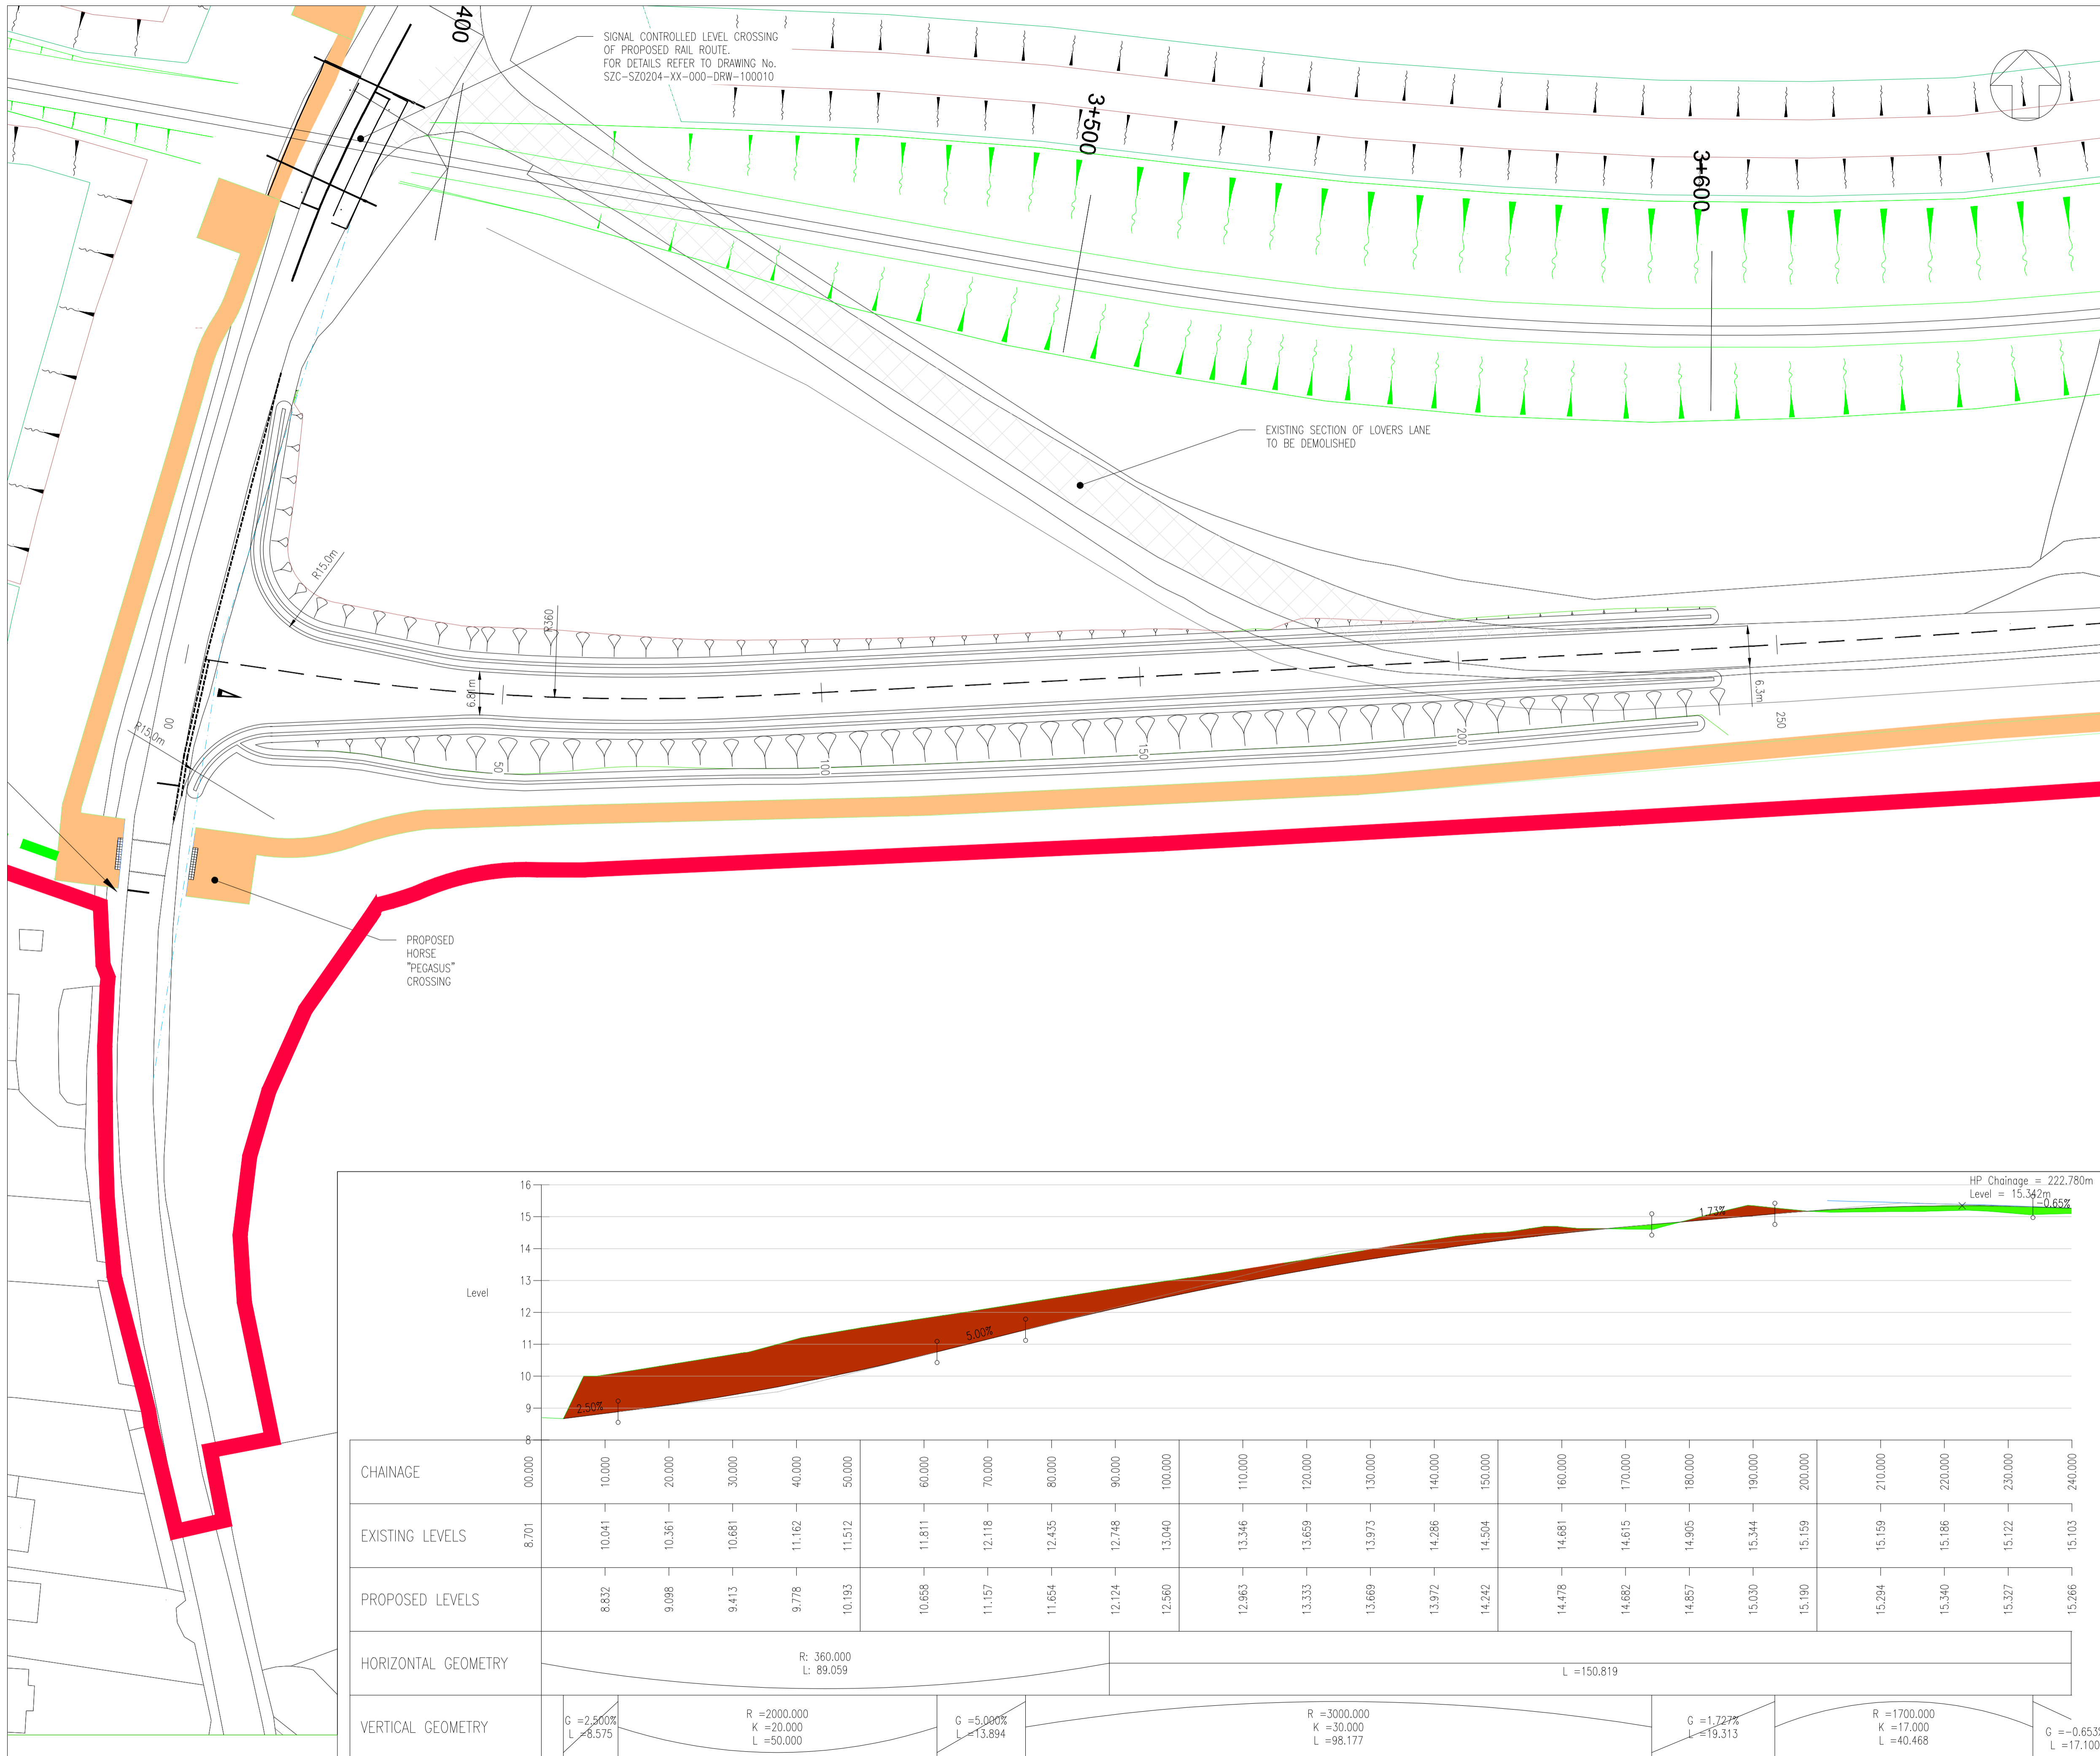 400
SIGNAL CONTROLLED LEVEL CROSSING
OF PROPOSED RAIL ROUTE.
FOR DETAILS REFER TO DRAWING No.
SZC-SZ0204-XX-000-DRW-100010
3+500
3+600
EXISTING SECTION OF LOVERS LANE
TO BE DEMOLISHED
R15.0m
R360
6.81m
6.3m
R15.0m
00
50
100
150
200
250
PROPOSED
HORSE
"PEGASUS"
CROSSING
HP Chainage = 222.780m
Level = 15.342m
-0.65%
1.73%
5.00%
2.50%
Level
16
15
14
13
12
11
10
9
8
CHAINAGE 00.000 10.000 20.000 30.000 40.000 50.000 60.000 70.000 80.000 90.000 100.000 110.000 120.000 130.000 140.000 150.000 160.000 170.000 180.000 190.000 200.000 210.000 220.000 230.000 240.000
EXISTING LEVELS 8.701 10.041 10.361 10.681 11.162 11.512 11.811 12.118 12.435 12.748 13.040 13.346 13.659 13.973 14.286 14.504 14.681 14.615 14.905 15.344 15.159 15.159 15.186 15.122 15.103
PROPOSED LEVELS 8.832 9.098 9.413 9.778 10.193 10.658 11.157 11.654 12.124 12.560 12.963 13.333 13.669 13.972 14.242 14.478 14.682 14.857 15.030 15.190 15.294 15.340 15.327 15.266
HORIZONTAL GEOMETRY
R: 360.000
L: 89.059
L =150.819
VERTICAL GEOMETRY
G =2.500%
L =8.575
R =2000.000
K =20.000
L =50.000
G =5.000%
L =13.894
R =3000.000
K =30.000
L =98.177
G =1.727%
L =19.313
R =1700.000
K =17.000
L =40.468
G =-0.653%
L =17.10